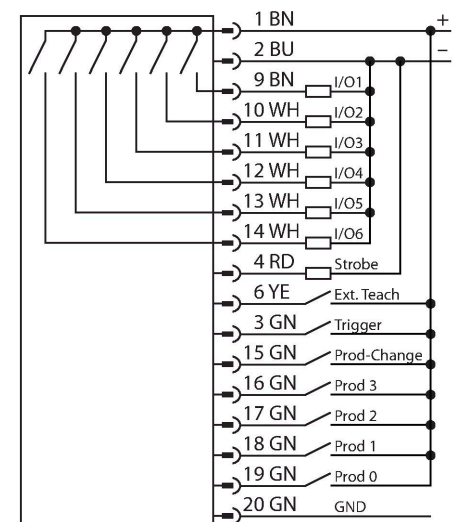 1 BN +
2 BU −
9 BN I/O1
10 WH I/O2
11 WH I/O3
12 WH I/O4
13 WH I/O5
14 WH I/O6
4 RD Strobe
6 YE Ext. Teach
3 GN Trigger
15 GN Prod-Change
16 GN Prod 3
17 GN Prod 2
18 GN Prod 1
19 GN Prod 0
20 GN GND